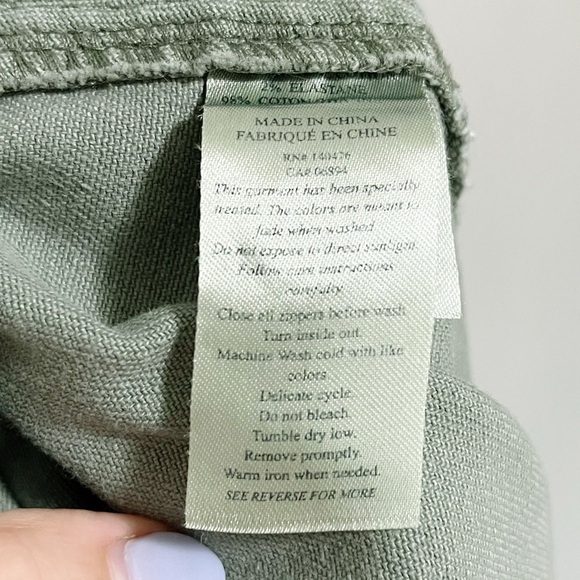 2% ELASTANE
98% COTTON
MADE IN CHINA
FABRIQUÉ EN CHINE
RN# 140476
CA# 06894
This garment has been specially
treated. The colors are meant to
fade when washed
Do not expose to direct sunlight.
Follow care instructions
carefully.
Close all zippers before wash
Turn inside out.
Machine Wash cold with like
colors.
Delicate cycle.
Do not bleach.
Tumble dry low.
Remove promptly.
Warm iron when needed.
SEE REVERSE FOR MORE